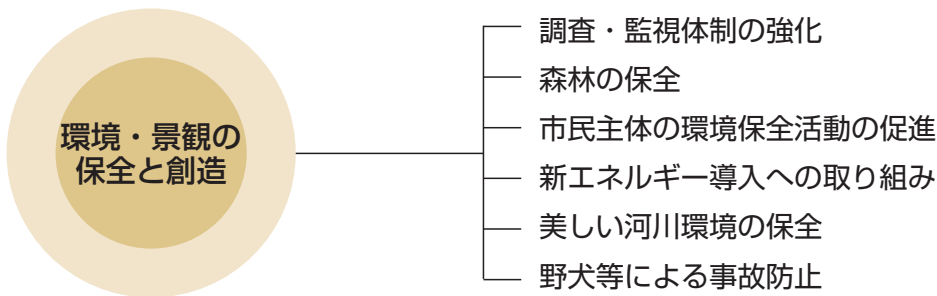 環境・景観の
保全と創造
調査・監視体制の強化
森林の保全
市民主体の環境保全活動の促進
新エネルギー導入への取り組み
美しい河川環境の保全
野犬等による事故防止